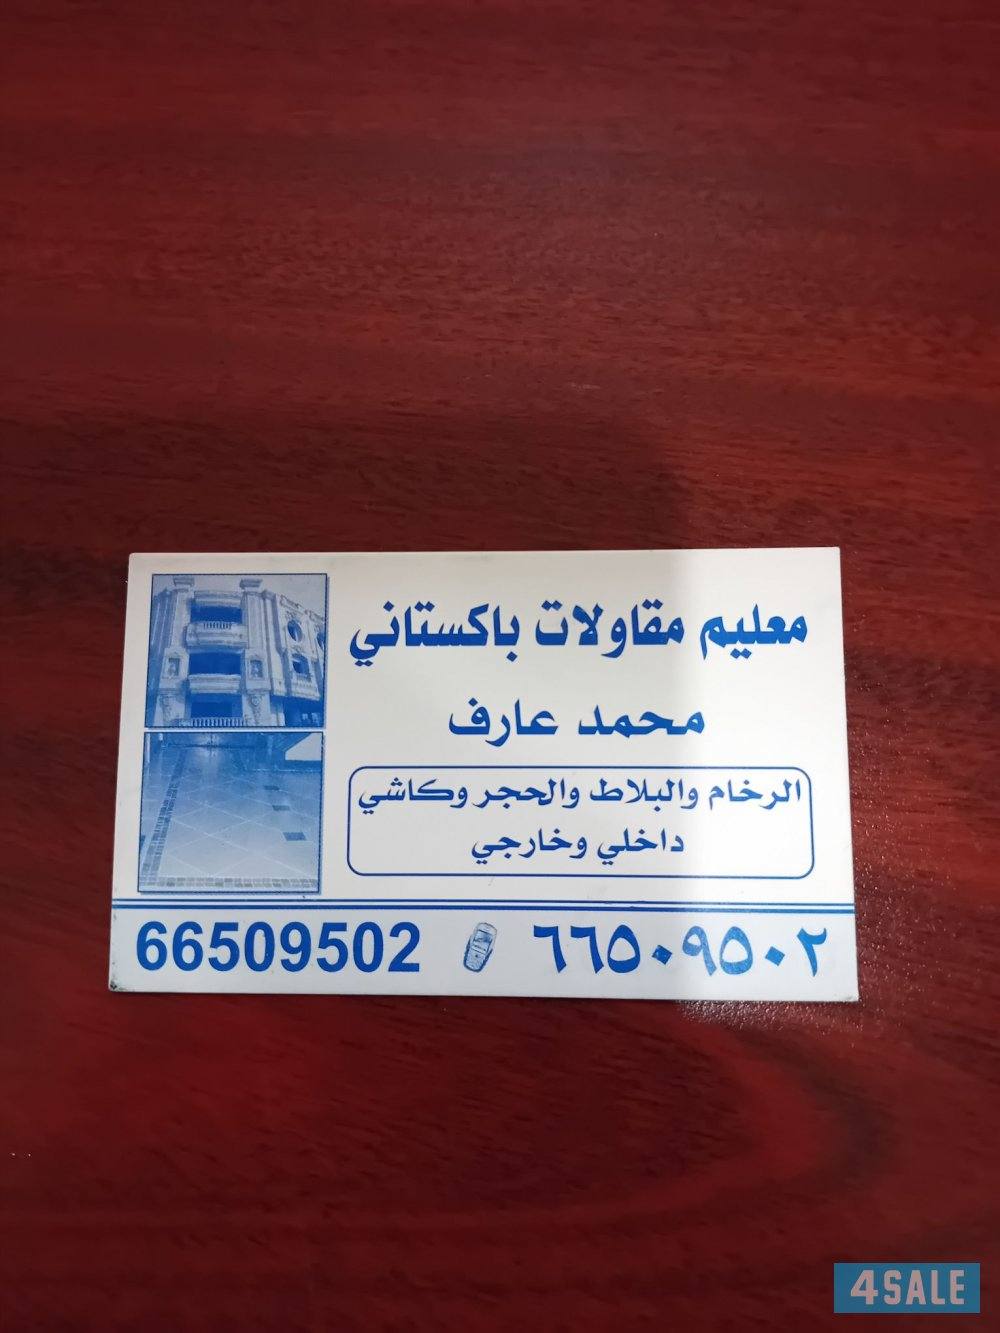 معليم مقاولات باكستاني
محمد عارف
الرخام والبلاط والحجر وكاشي
داخلي وخارجي
66509502 ٦٦٥٠٩٥٠٢
4SALE